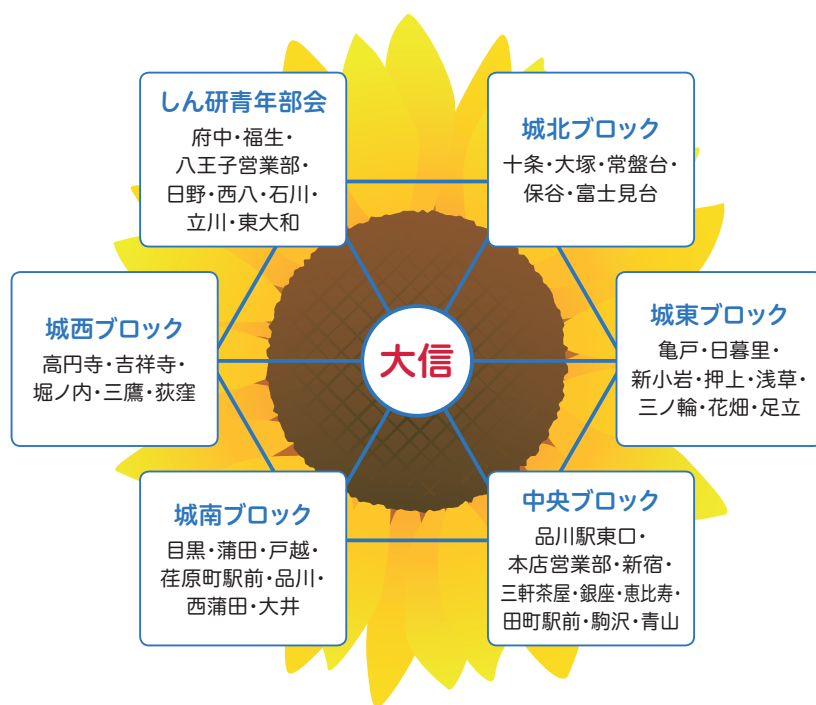 しん研青年部会
府中・福生・
八王子営業部・
日野・西八・石川・
立川・東大和
城北ブロック
十条・大塚・常盤台・
保谷・富士見台
城西ブロック
高円寺・吉祥寺・
堀ノ内・三鷹・荻窪
大信
城東ブロック
亀戸・日暮里・
新小岩・押上・浅草・
三ノ輪・花畑・足立
城南ブロック
目黒・蒲田・戸越・
荏原町駅前・品川・
西蒲田・大井
中央ブロック
品川駅東口・
本店営業部・新宿・
三軒茶屋・銀座・恵比寿・
田町駅前・駒沢・青山